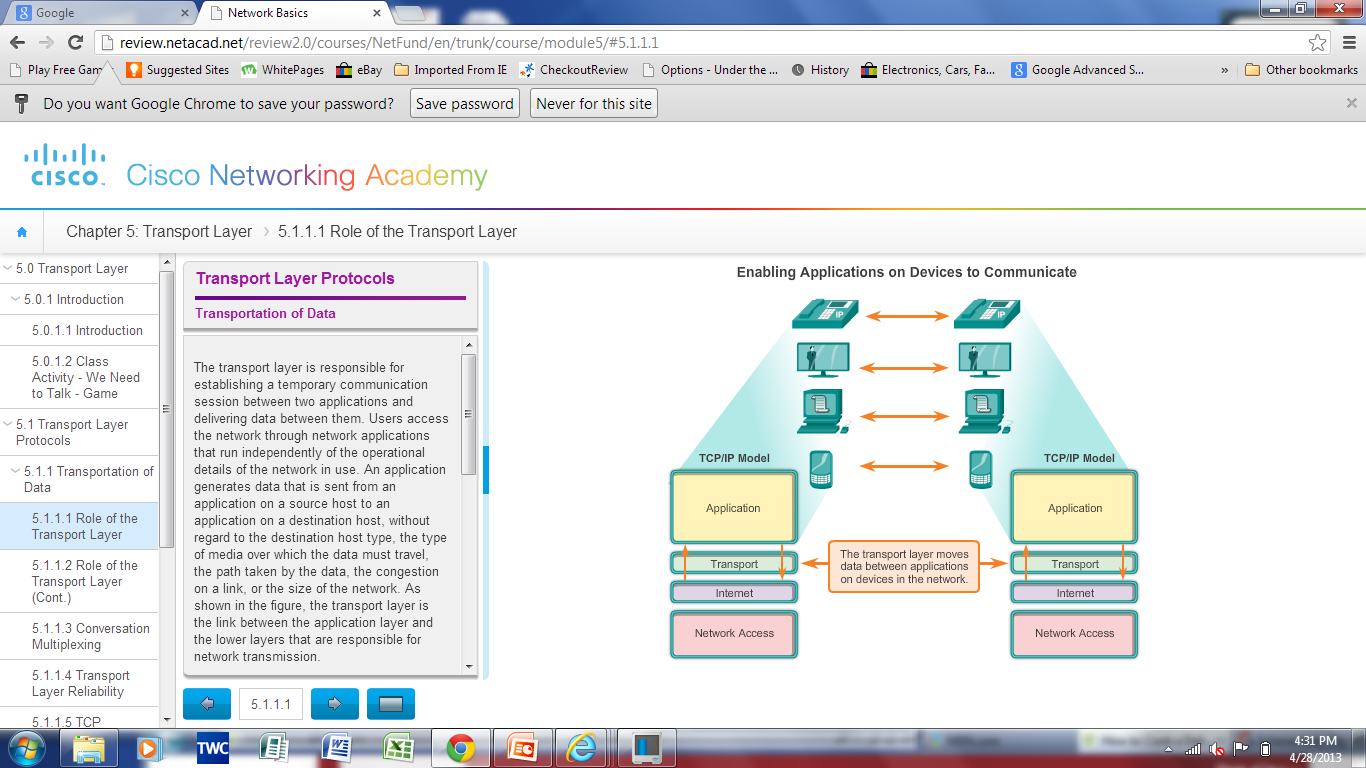 Google
Network Basics
review.netacad.net/review2.0/courses/NetFund/en/trunk/course/module5/#5.1.1.1
Play Free Gam
Suggested Sites
WhitePages
eBay
Imported From IE
CheckoutReview
Options - Under the ...
History
Electronics, Cars, Fa...
Google Advanced S...
»
Other bookmarks
Do you want Google Chrome to save your password?
Save password
Never for this site
CISCO
Cisco Networking Academy
Chapter 5: Transport Layer
5.1.1.1 Role of the Transport Layer
5.0 Transport Layer
5.0.1 Introduction
5.0.1.1 Introduction
5.0.1.2 Class
Activity - We Need
to Talk - Game
5.1 Transport Layer
Protocols
5.1.1 Transportation of
Data
5.1.1.1 Role of the
Transport Layer
5.1.1.2 Role of the
Transport Layer
(Cont.)
5.1.1.3 Conversation
Multiplexing
5.1.1.4 Transport
Layer Reliability
5.1.1.5 TCP
Transport Layer Protocols
Transportation of Data
The transport layer is responsible for
establishing a temporary communication
session between two applications and
delivering data between them. Users access
the network through network applications
that run independently of the operational
details of the network in use. An application
generates data that is sent from an
application on a source host to an
application on a destination host, without
regard to the destination host type, the type
of media over which the data must travel,
the path taken by the data, the congestion
on a link, or the size of the network. As
shown in the figure, the transport layer is
the link between the application layer and
the lower layers that are responsible for
network transmission.
5.1.1.1
Enabling Applications on Devices to Communicate
IP
IP
TCP/IP Model
TCP/IP Model
Application
Application
The transport layer moves
data between applications
on devices in the network.
Transport
Transport
Internet
Internet
Network Access
Network Access
TWC
4:31 PM
4/28/2013